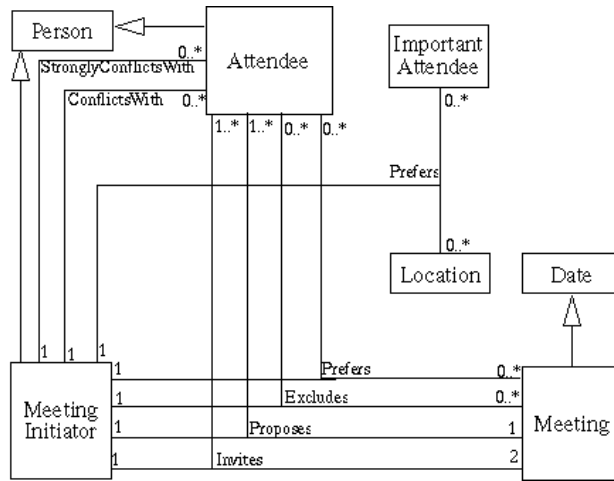 Person
Attendee
Important
Attendee
0..*
StronglyConflictsWith
0..*
ConflictsWith
1..* 1..* 0..* 0..*
0..*
Prefers
0..*
Location
Date
1 1 1
1
Prefers
0..*
Meeting
Initiator
1
Excludes
0..*
Meeting
1
Proposes
1
1
Invites
2